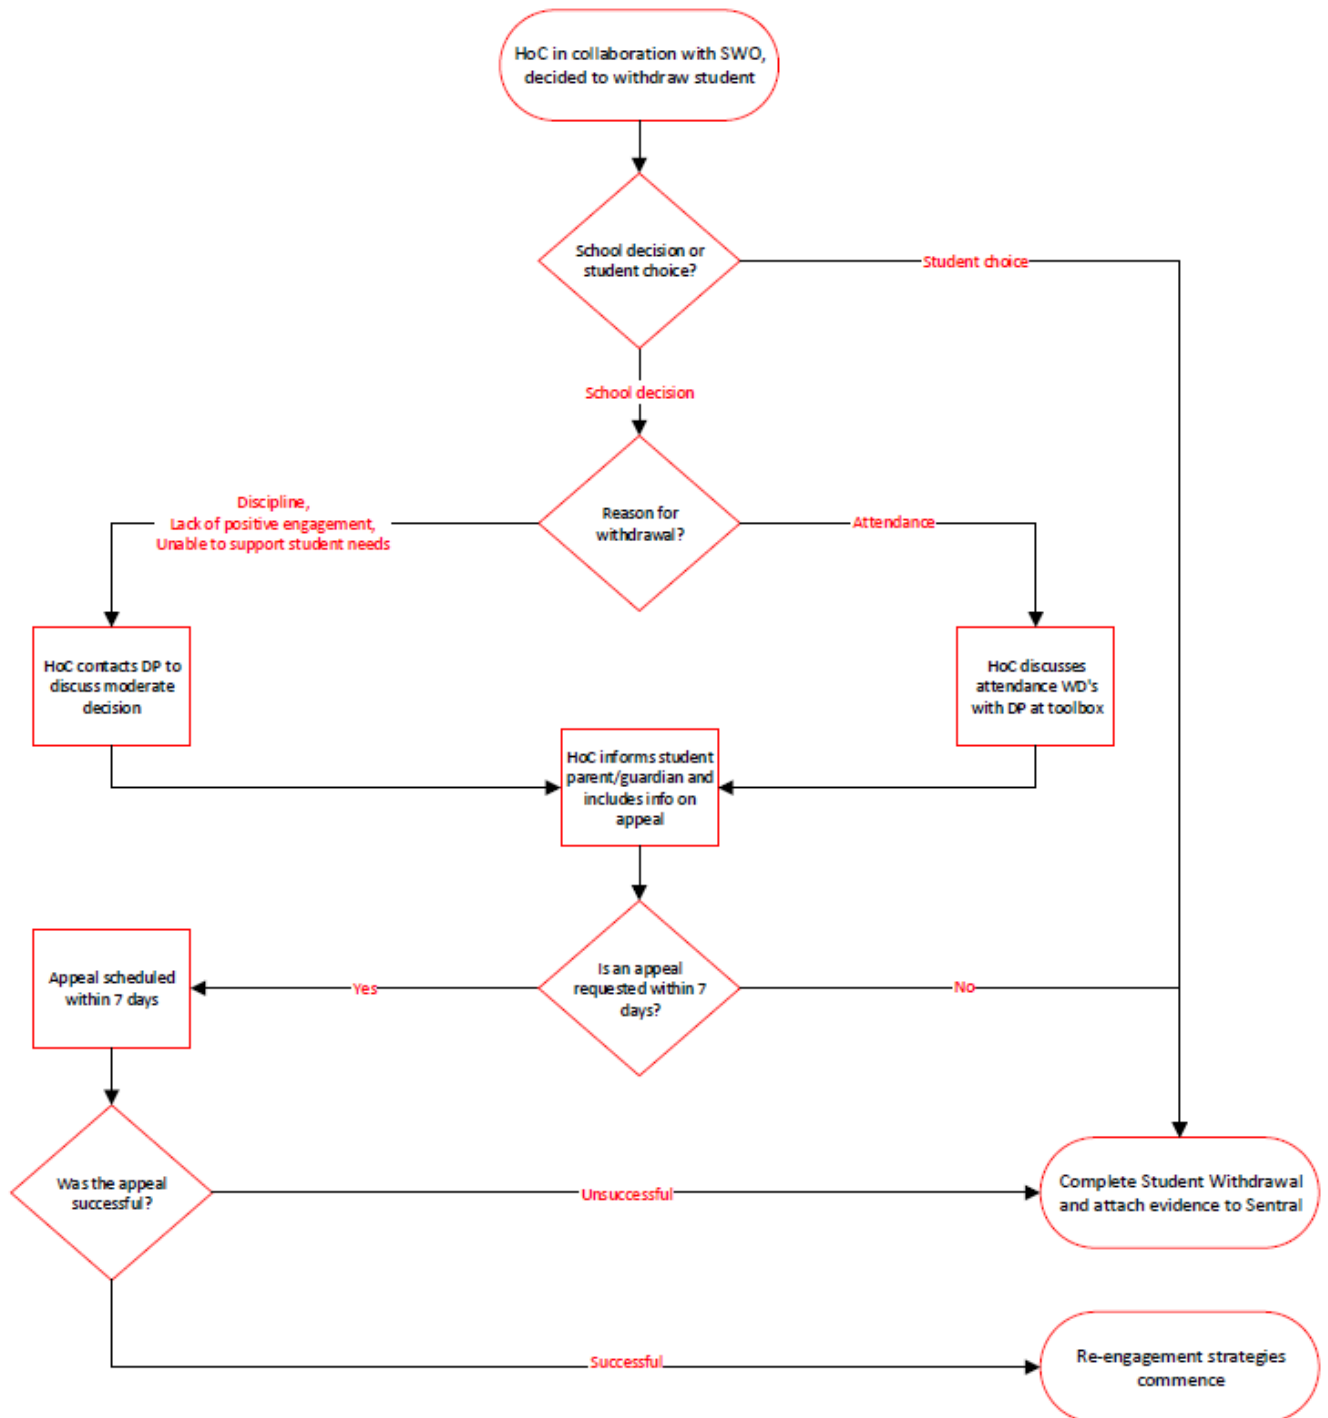 HoC in collaboration with SWO,
decided to withdraw student
School decision or
student choice?
Student choice
School decision
Discipline,
Lack of positive engagement,
Unable to support student needs
Reason for
withdrawal?
Attendance
HoC contacts DP to
discuss moderate
decision
HoC discusses
attendance WD's
with DP at toolbox
HoC informs student
parent/guardian and
includes info on
appeal
Appeal scheduled
within 7 days
Yes
Is an appeal
requested within 7
days?
No
Was the appeal
successful?
Unsuccessful
Complete Student Withdrawal
and attach evidence to Sentral
Successful
Re-engagement strategies
commence